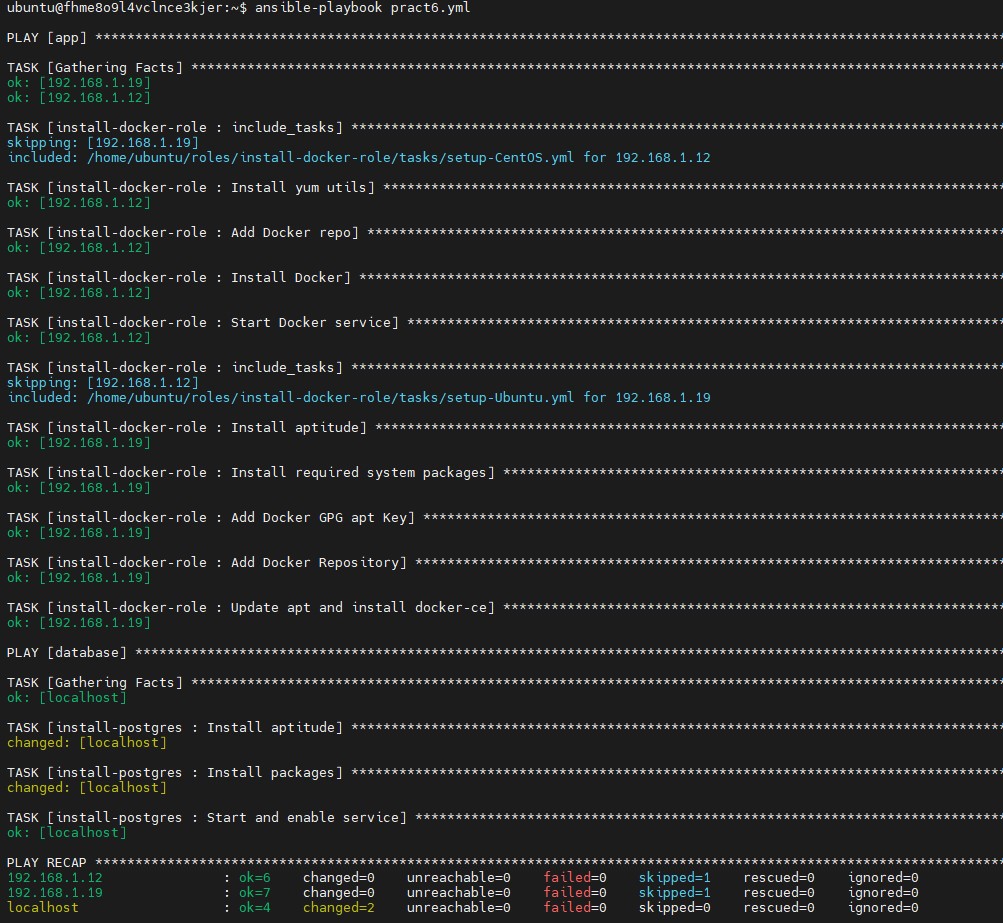 ubuntu@fhme8o9l4vclnce3kjer:~$ ansible-playbook pract6.yml
PLAY [app] *****************************************************************************************************************
TASK [Gathering Facts] *****************************************************************************************************
ok: [192.168.1.19]
ok: [192.168.1.12]
TASK [install-docker-role : include_tasks] *********************************************************************************
skipping: [192.168.1.19]
included: /home/ubuntu/roles/install-docker-role/tasks/setup-CentOS.yml for 192.168.1.12
TASK [install-docker-role : Install yum utils] *****************************************************************************
ok: [192.168.1.12]
TASK [install-docker-role : Add Docker repo] *******************************************************************************
ok: [192.168.1.12]
TASK [install-docker-role : Install Docker] ********************************************************************************
ok: [192.168.1.12]
TASK [install-docker-role : Start Docker service] **************************************************************************
ok: [192.168.1.12]
TASK [install-docker-role : include_tasks] *********************************************************************************
skipping: [192.168.1.12]
included: /home/ubuntu/roles/install-docker-role/tasks/setup-Ubuntu.yml for 192.168.1.19
TASK [install-docker-role : Install aptitude] ******************************************************************************
ok: [192.168.1.19]
TASK [install-docker-role : Install required system packages] **************************************************************
ok: [192.168.1.19]
TASK [install-docker-role : Add Docker GPG apt Key] ************************************************************************
ok: [192.168.1.19]
TASK [install-docker-role : Add Docker Repository] *************************************************************************
ok: [192.168.1.19]
TASK [install-docker-role : Update apt and install docker-ce] **************************************************************
ok: [192.168.1.19]
PLAY [database] ************************************************************************************************************
TASK [Gathering Facts] *****************************************************************************************************
ok: [localhost]
TASK [install-postgres : Install aptitude] *********************************************************************************
changed: [localhost]
TASK [install-postgres : Install packages] *********************************************************************************
changed: [localhost]
TASK [install-postgres : Start and enable service] *************************************************************************
ok: [localhost]
PLAY RECAP *****************************************************************************************************************
192.168.1.12 : ok=6 changed=0 unreachable=0 failed=0 skipped=1 rescued=0 ignored=0
192.168.1.19 : ok=7 changed=0 unreachable=0 failed=0 skipped=1 rescued=0 ignored=0
localhost : ok=4 changed=2 unreachable=0 failed=0 skipped=0 rescued=0 ignored=0